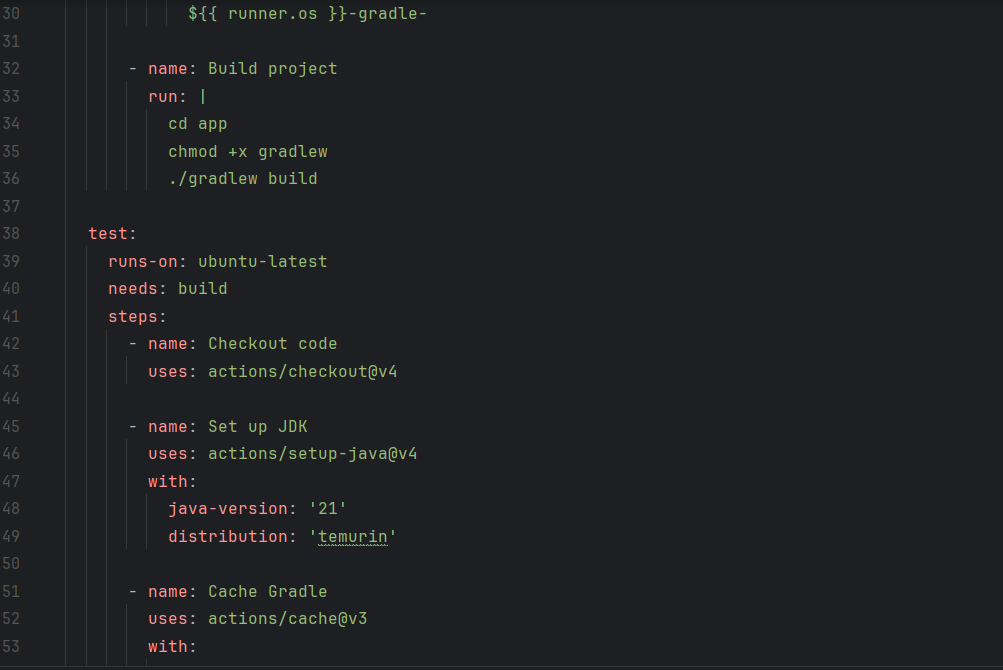 30 ${{ runner.os }}-gradle-
31
32 - name: Build project
33 run: |
34 cd app
35 chmod +x gradlew
36 ./gradlew build
37
38 test:
39 runs-on: ubuntu-latest
40 needs: build
41 steps:
42 - name: Checkout code
43 uses: actions/checkout@v4
44
45 - name: Set up JDK
46 uses: actions/setup-java@v4
47 with:
48 java-version: '21'
49 distribution: 'temurin'
50
51 - name: Cache Gradle
52 uses: actions/cache@v3
53 with: